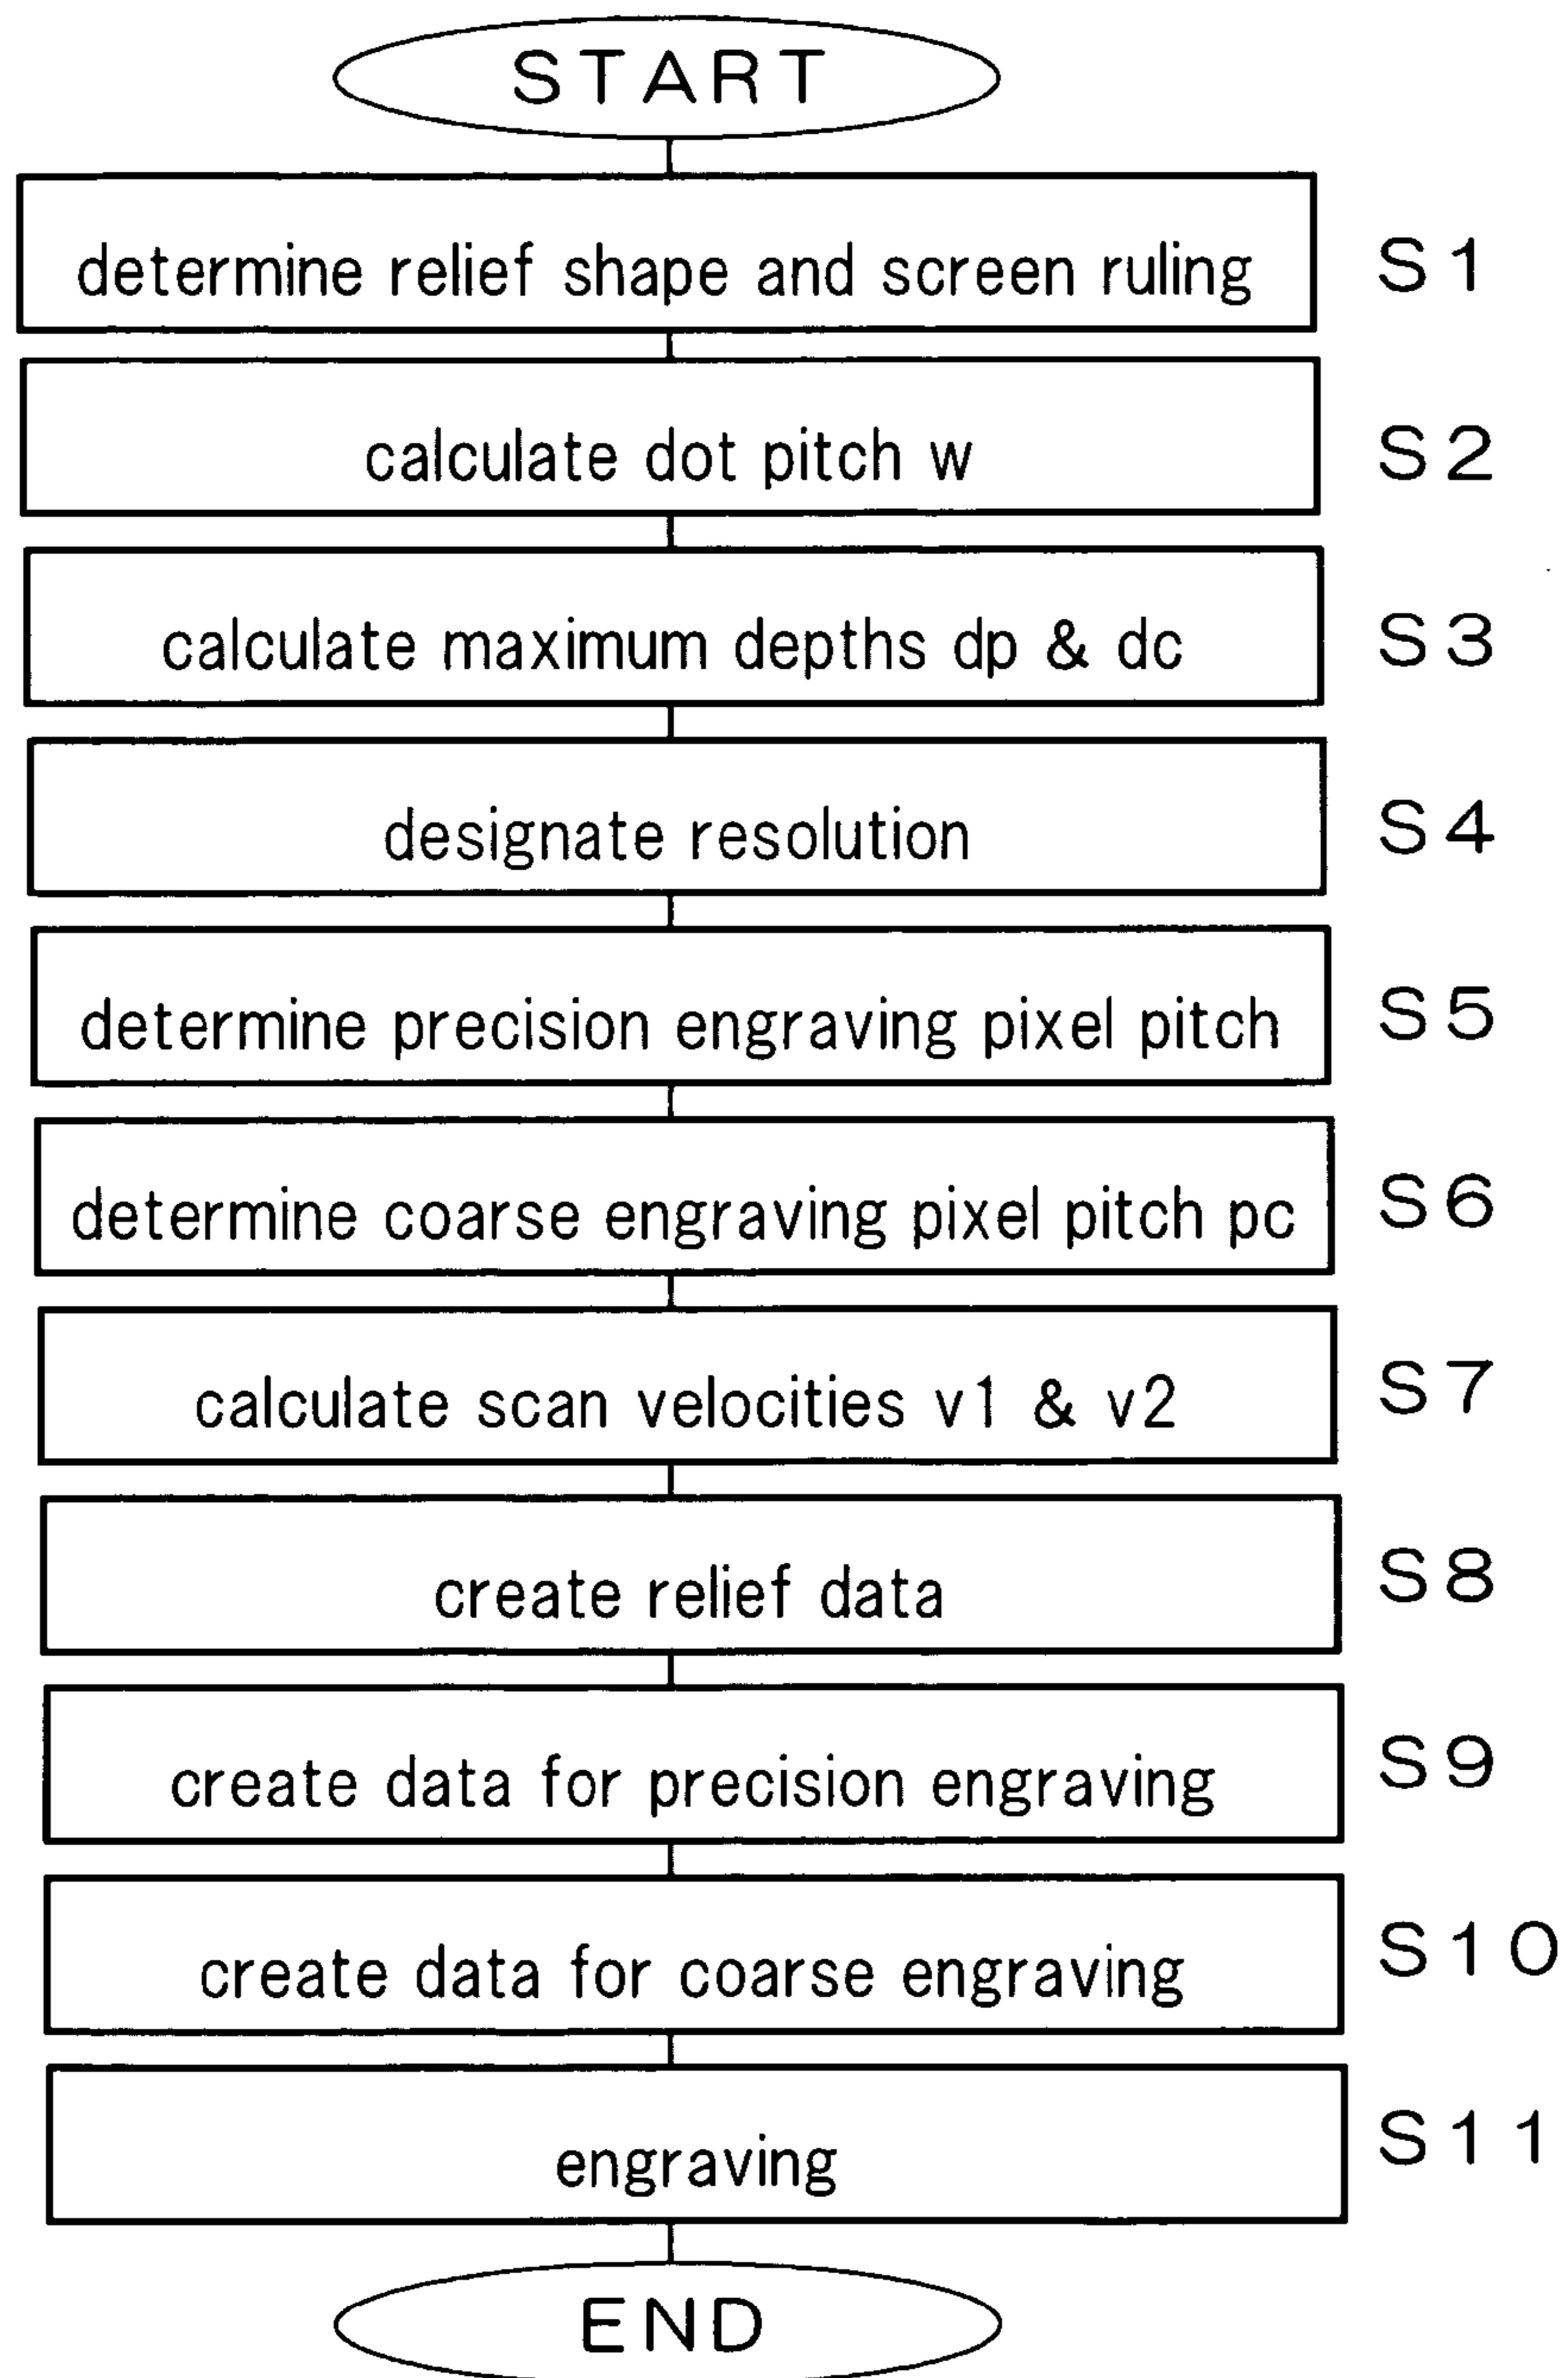 START
determine relief shape and screen ruling S1
calculate dot pitch w S2
calculate maximum depths dp & dc S3
designate resolution S4
determine precision engraving pixel pitch S5
determine coarse engraving pixel pitch pc S6
calculate scan velocities v1 & v2 S7
create relief data S8
create data for precision engraving S9
create data for coarse engraving S10
engraving S11
END